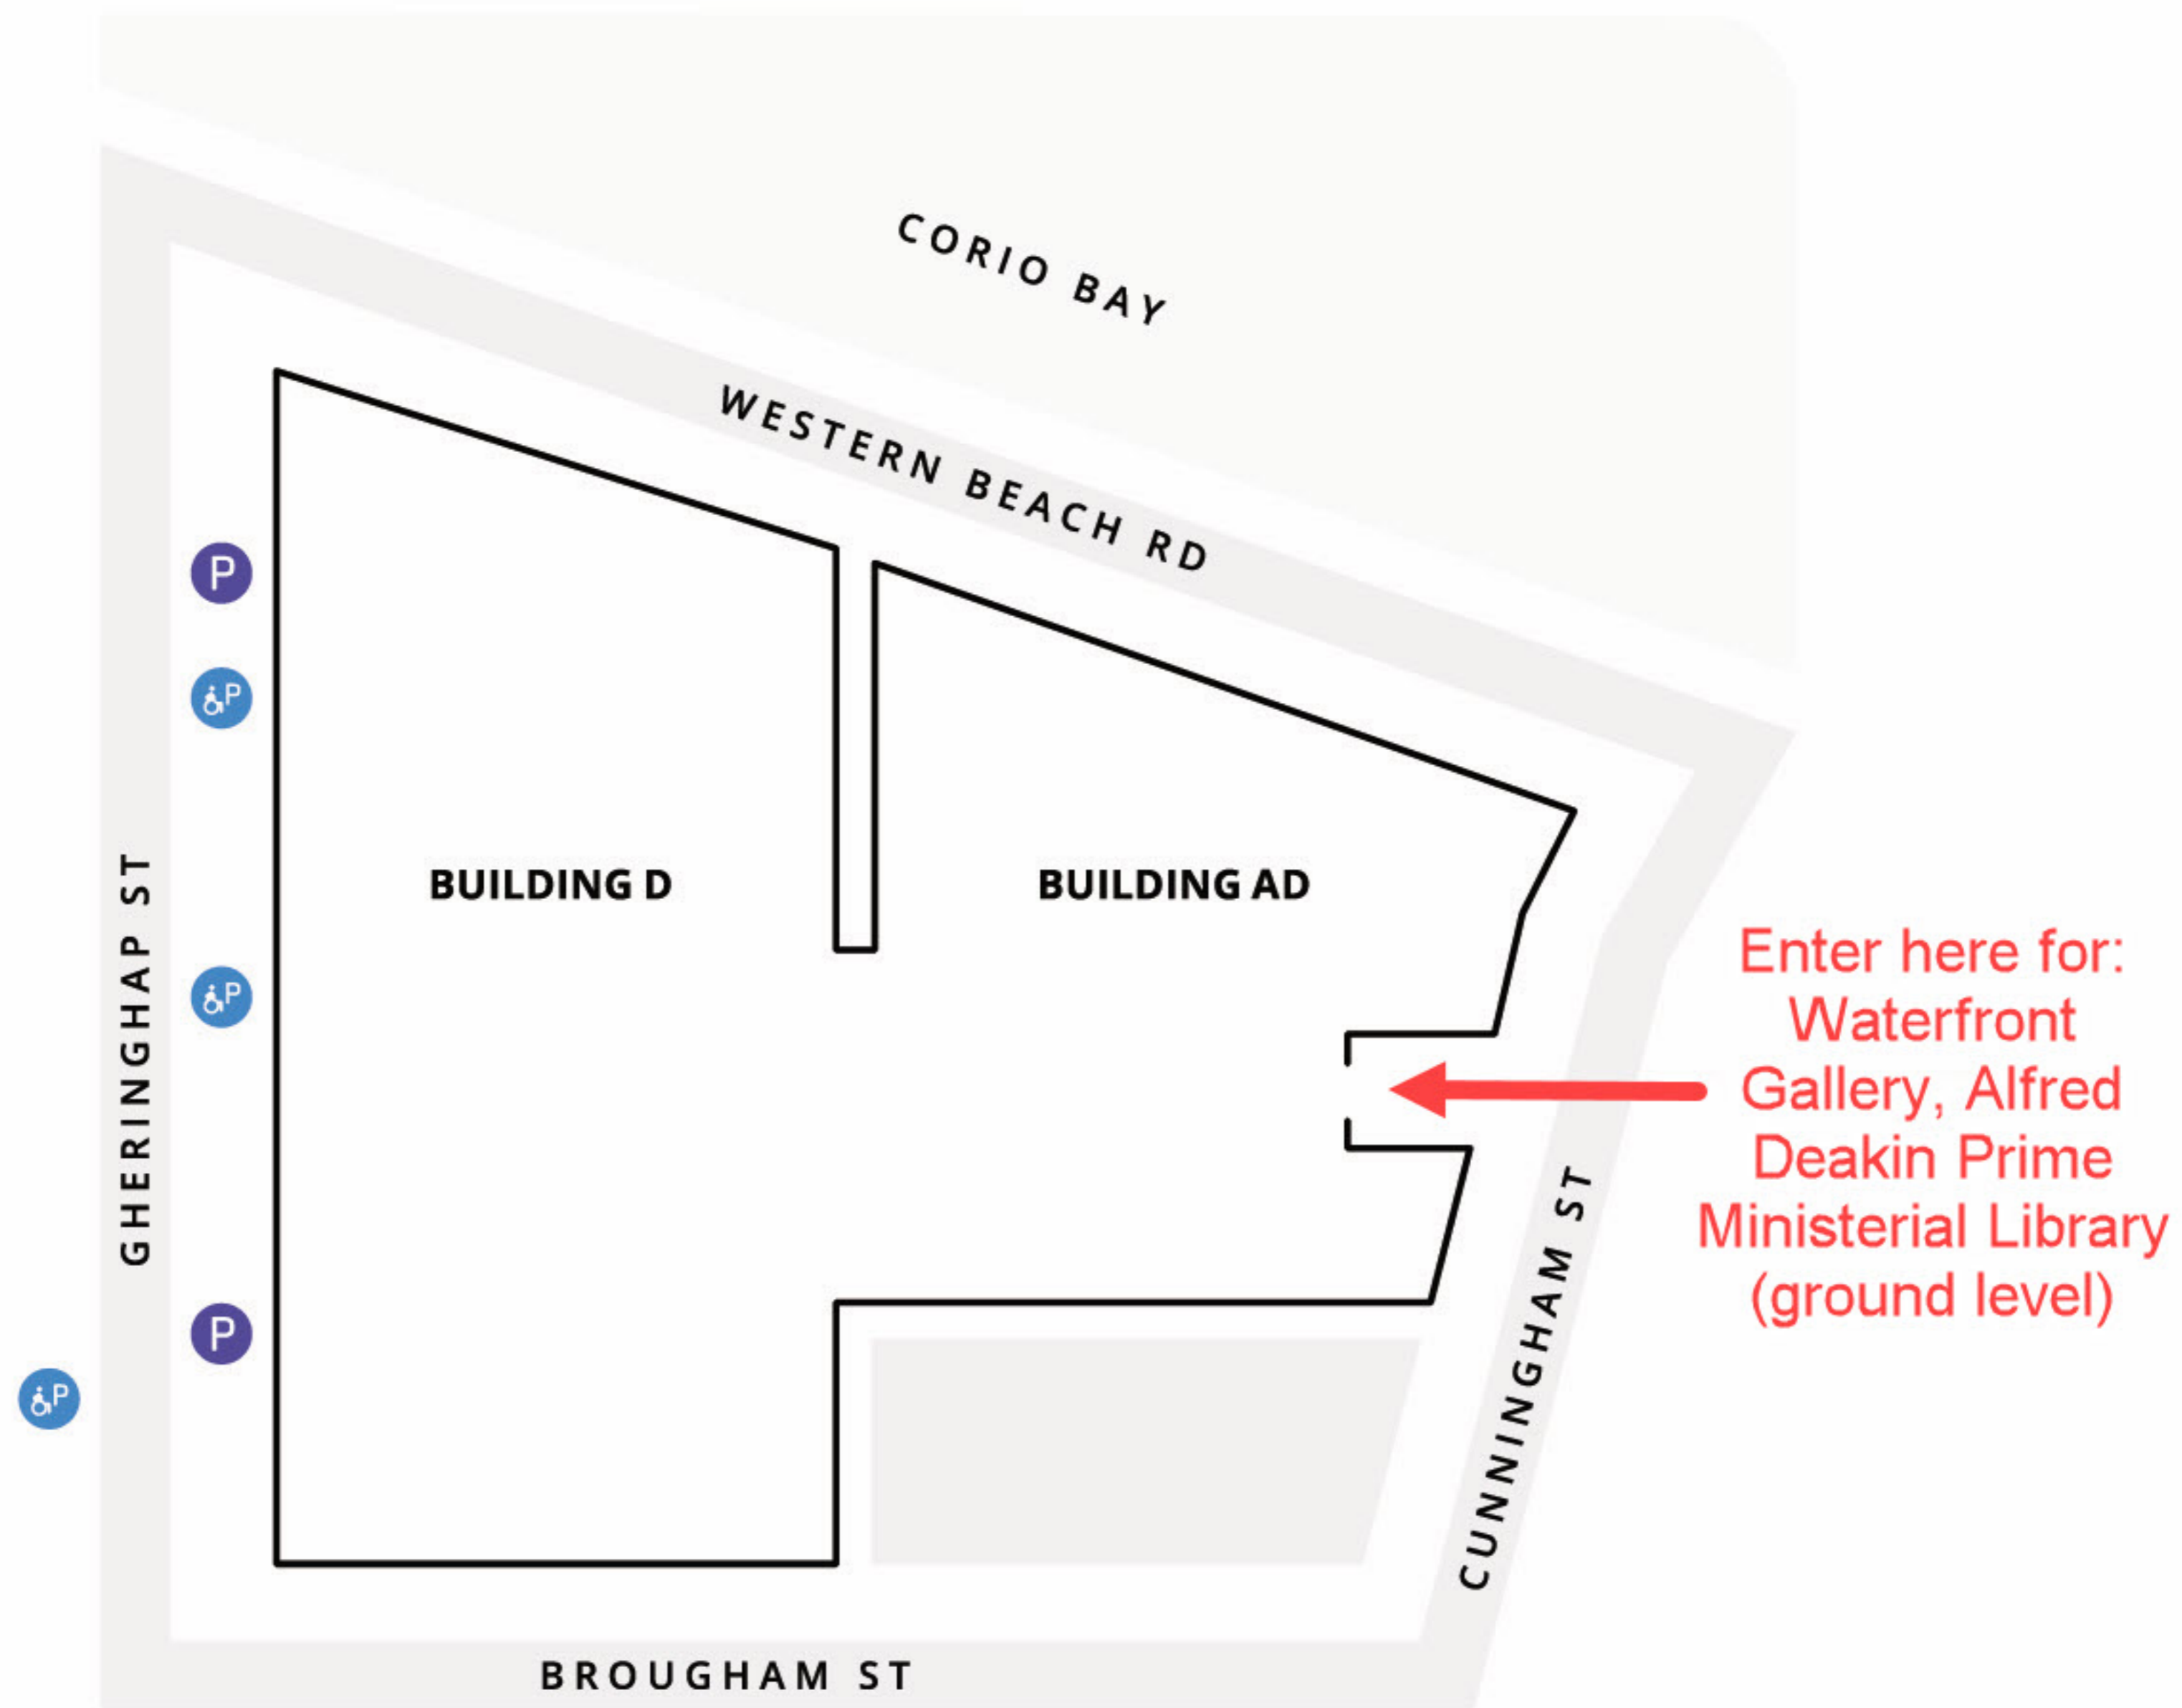 CORIO BAY
WESTERN BEACH RD
P
P
BUILDING D
BUILDING AD
GHERINGHAP ST
P
Enter here for:
Waterfront
Gallery, Alfred
Deakin Prime
Ministerial Library
(ground level)
CUNNINGHAM ST
P
P
BROUGHAM ST